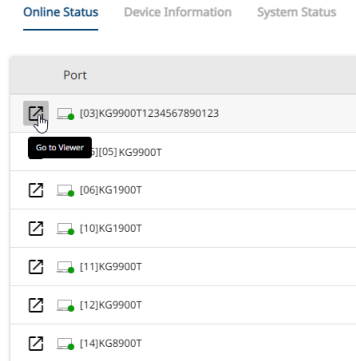 Online Status Device Information System Status
Port
[03]KG9900T1234567890123
Go to Viewer ][05]KG9900T
[06]KG1900T
[10]KG1900T
[11]KG9900T
[12]KG9900T
[14]KG8900T